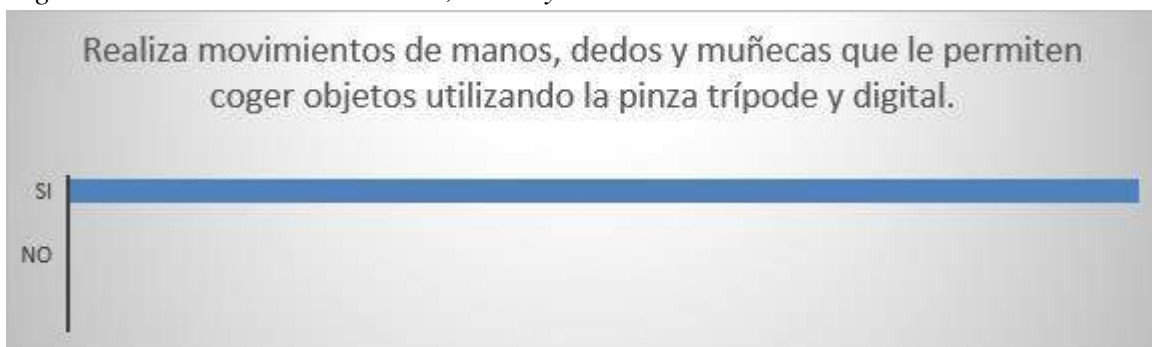 Realiza movimientos de manos, dedos y muñecas que le permiten
coger objetos utilizando la pinza trípode y digital.
SI
NO